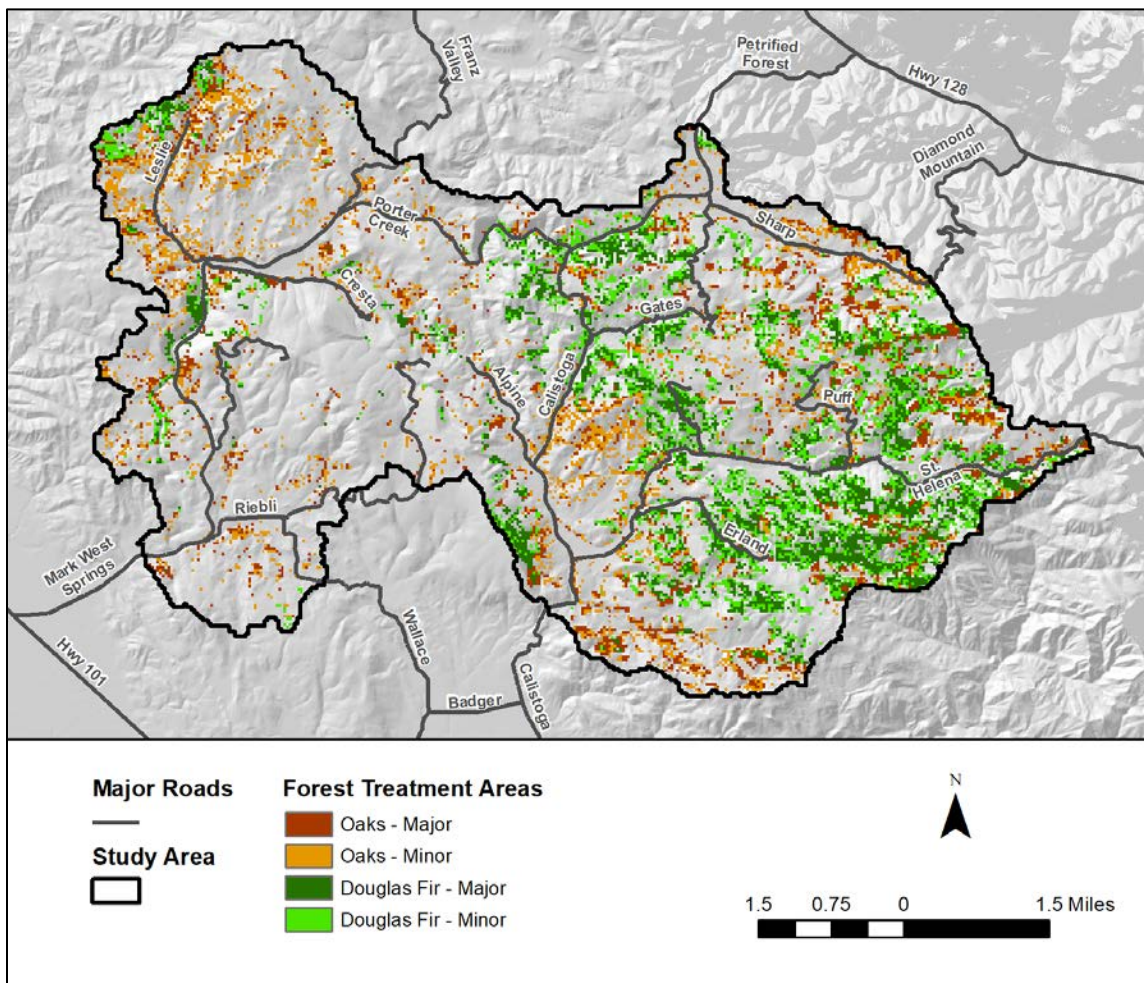 Franz
Valley
Petrified
Forest
Hwy 128
Diamond
Mountain
Leslie
Porter
Creek
Sharp
Cresta
Gates
Alpine
Calistoga
Puff
St.
Helena
Erland
Riebli
Mark West
Springs
Wallace
Hwy 101
Badger
Calistoga
Major Roads
Study Area
Forest Treatment Areas
Oaks - Major
Oaks - Minor
Douglas Fir - Major
Douglas Fir - Minor
N
1.5 0.75 0 1.5 Miles